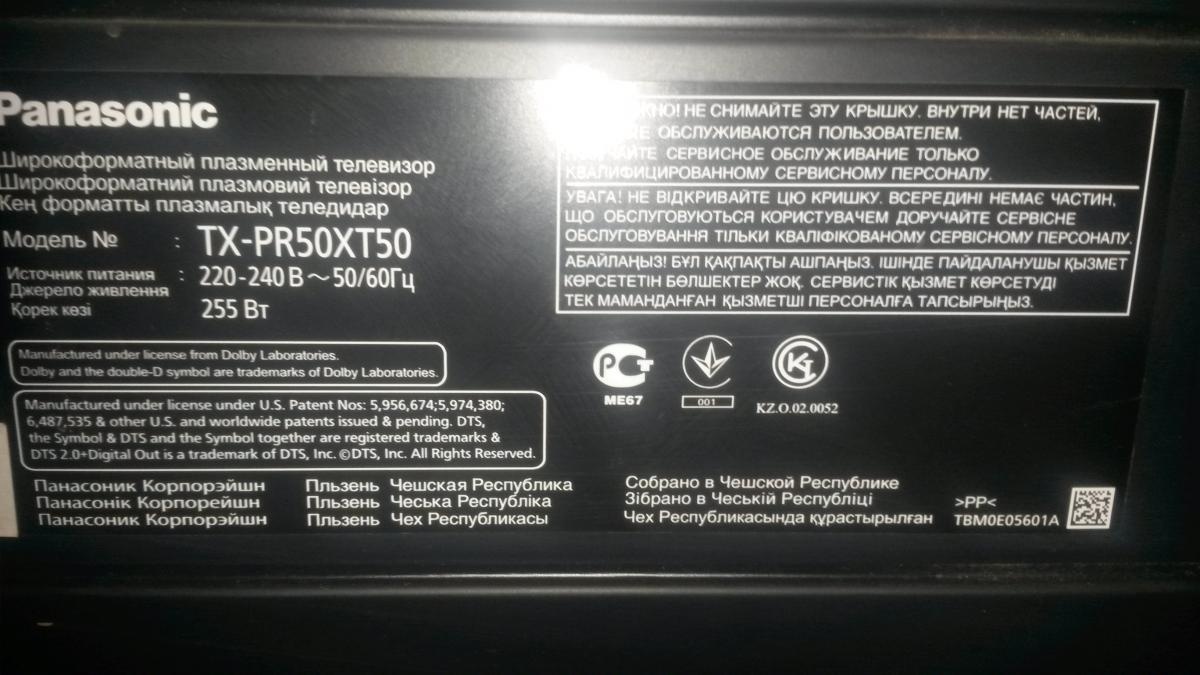 Panasonic
Широкоформатный плазменный телевизор
Широкоформатний плазмовий телевізор
Кең форматты плазмалық теледидар
Модель № : TX-PR50XT50
Источник питания :
Джерело живлення
Қорек көзі
220-240 В ~ 50/60Гц
255 Вт
НЕ СНИМАЙТЕ ЭТУ КРЫШКУ. ВНУТРИ НЕТ ЧАСТЕЙ,
ОБСЛУЖИВАЮТСЯ ПОЛЬЗОВАТЕЛЕМ.
СЕРВИСНОЕ ОБСЛУЖИВАНИЕ ТОЛЬКО
КВАЛИФИЦИРОВАННОМУ СЕРВИСНОМУ ПЕРСОНАЛУ.
УВАГА! НЕ ВІДКРИВАЙТЕ ЦЮ КРИШКУ. ВСЕРЕДИНІ НЕМАЄ ЧАСТИН,
ЩО ОБСЛУГОВУЮТЬСЯ КОРИСТУВАЧЕМ ДОРУЧАЙТЕ СЕРВІСНЕ
ОБСЛУГОВУВАННЯ ТІЛЬКИ КВАЛІФІКОВАНОМУ СЕРВІСНОМУ ПЕРСОНАЛУ.
АБАЙЛАҢЫЗ! БҰЛ ҚАҚПАҚТЫ АШПАҢЫЗ. ІШІНДЕ ПАЙДАЛАНУШЫ ҚЫЗМЕТ
КӨРСЕТЕТІН БӨЛШЕКТЕР ЖОҚ. СЕРВИСТІК ҚЫЗМЕТ КӨРСЕТУДІ
ТЕК МАМАНДАНҒАН ҚЫЗМЕТШІ ПЕРСОНАЛҒА ТАПСЫРЫҢЫЗ.
Manufactured under license from Dolby Laboratories.
Dolby and the double-D symbol are trademarks of Dolby Laboratories.
Manufactured under license under U.S. Patent Nos: 5,956,674;5,974,380;
6,487,535 & other U.S. and worldwide patents issued & pending. DTS,
the Symbol & DTS and the Symbol together are registered trademarks &
DTS 2.0+Digital Out is a trademark of DTS, Inc. ©DTS, Inc. All Rights Reserved.
РСТ
ME67
001
KZ.O.02.0052
Панасоник Корпорэйшн Пльзень Чешская Республика
Панасонік Корпорейшн Пльзень Чеська Республіка
Панасоник Корпорэйшн Пльзень Чех Республикасы
Собрано в Чешской Республике
Зібрано в Чеській Республіці
Чех Республикасында құрастырылған
>PP<
TBM0E05601A